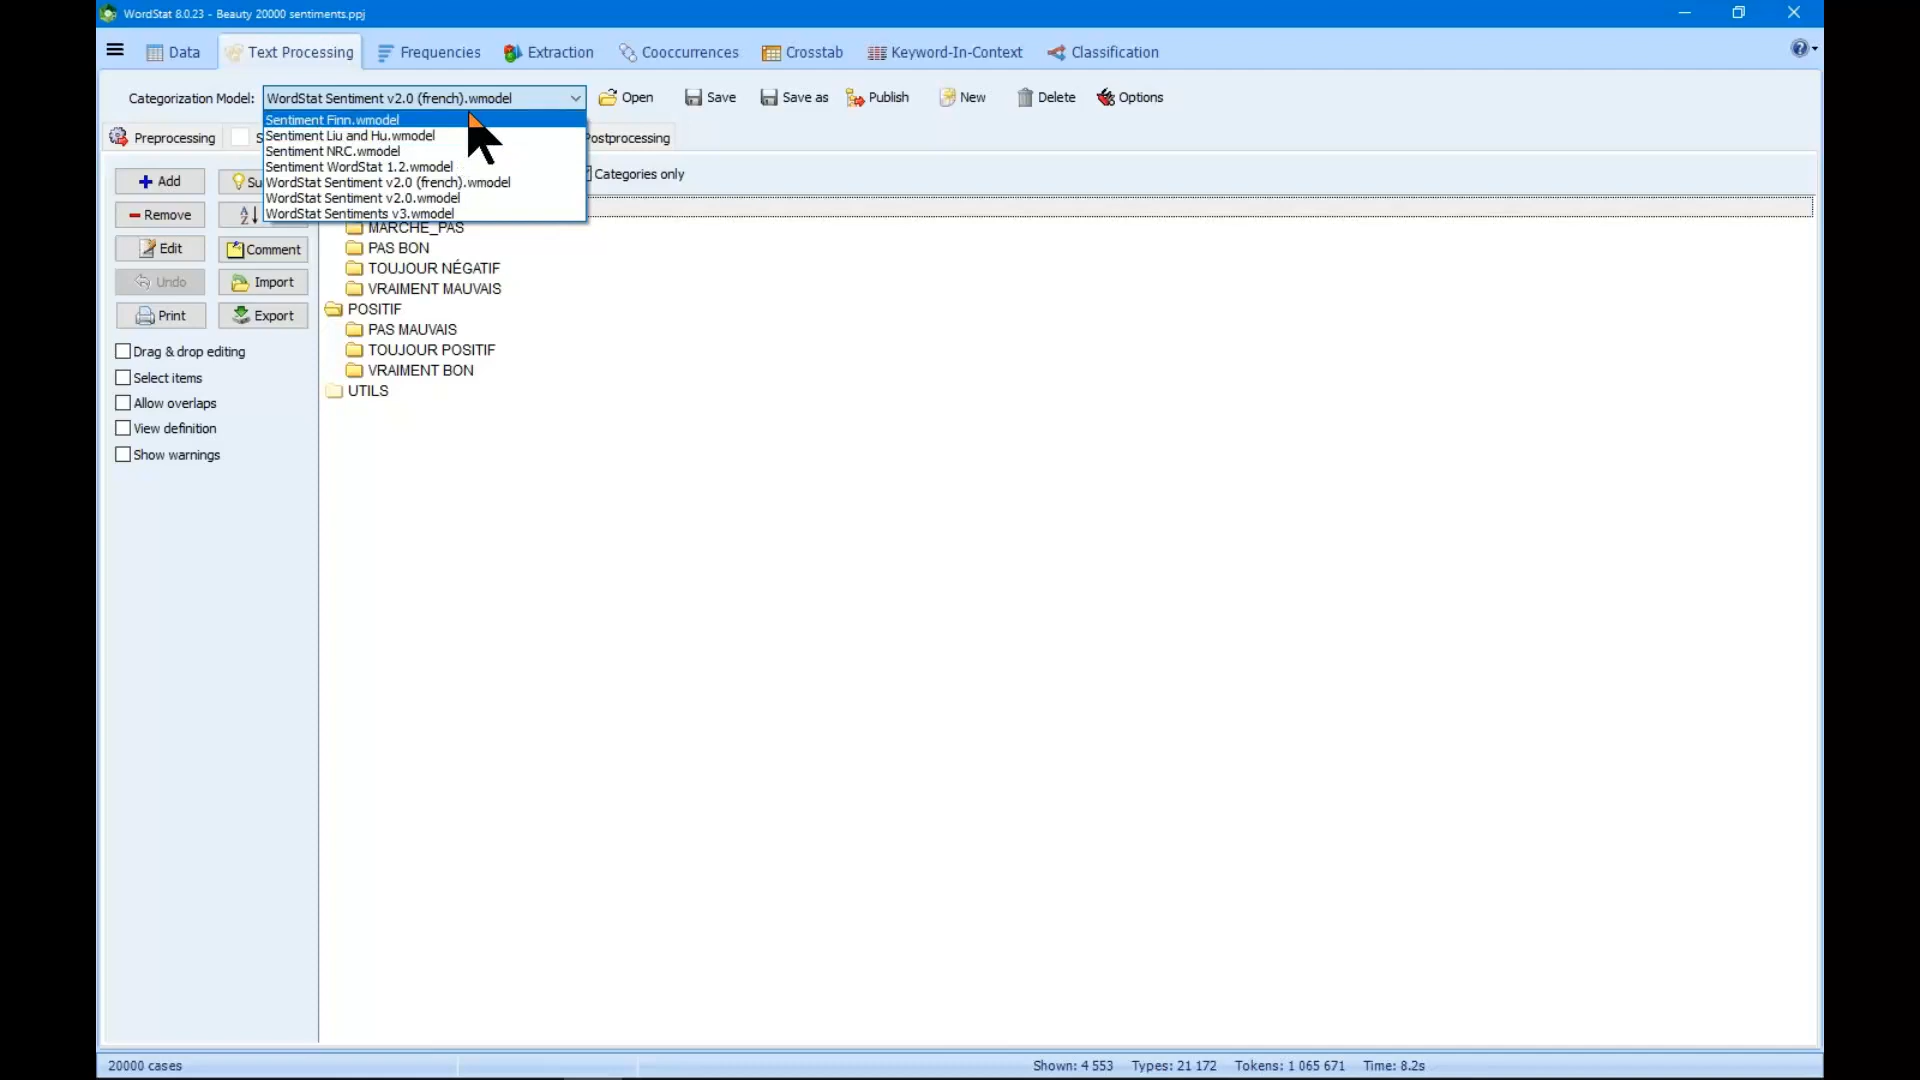 WordStat 8.0.23 - Beauty 20000 sentiments.ppj
Data Text Processing Frequencies Extraction Cooccurrences Crosstab Keyword-In-Context Classification
Categorization Model: WordStat Sentiment v2.0 (french).wmodel Open Save Save as Publish New Delete Options
Sentiment Finn.wmodel
Sentiment Liu and Hu.wmodel
Sentiment NRC.wmodel
Sentiment WordStat 1.2.wmodel
WordStat Sentiment v2.0 (french).wmodel
WordStat Sentiment v2.0.wmodel
WordStat Sentiments v3.wmodel
Preprocessing S Postprocessing
Add Su Categories only
Remove
Edit Comment
Undo Import
Print Export
Drag & drop editing
Select items
Allow overlaps
View definition
Show warnings
MARCHE_PAS
PAS BON
TOUJOUR NÉGATIF
VRAIMENT MAUVAIS
POSITIF
PAS MAUVAIS
TOUJOUR POSITIF
VRAIMENT BON
UTILS
20000 cases Shown: 4 553 Types: 21 172 Tokens: 1 065 671 Time: 8.2s